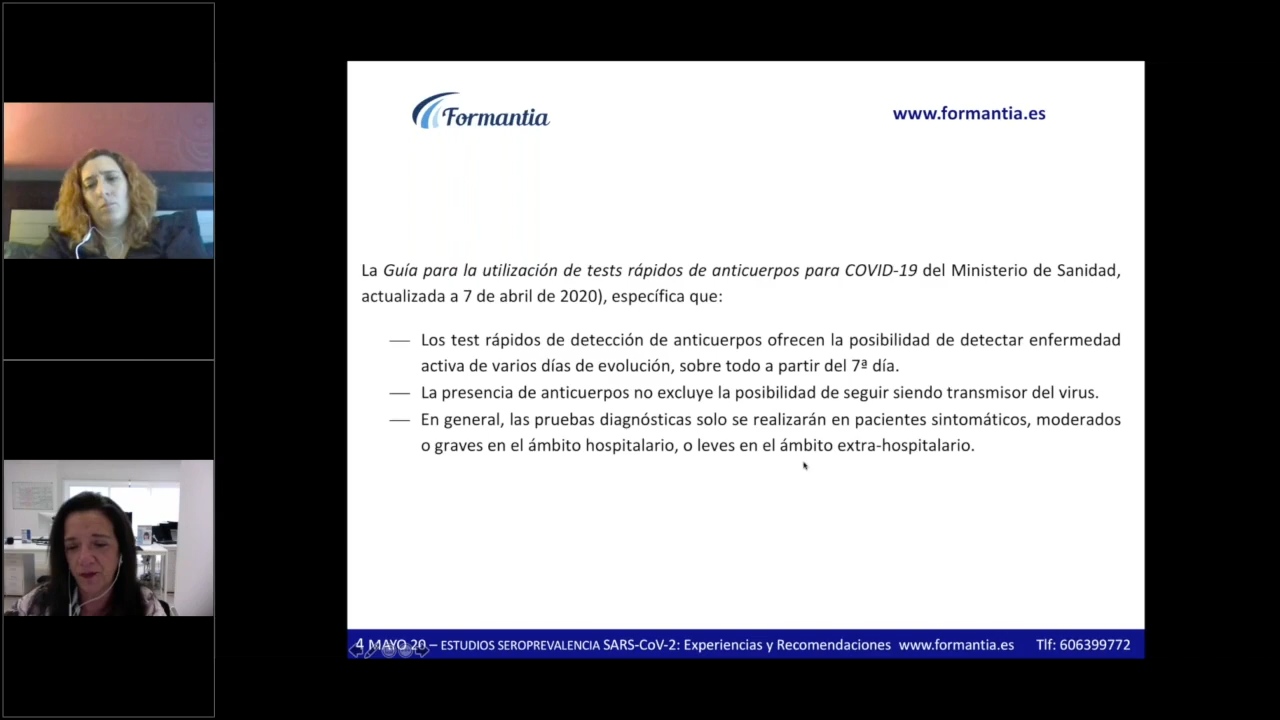 Formantia
www.formantia.es
La Guía para la utilización de tests rápidos de anticuerpos para COVID-19 del Ministerio de Sanidad,
actualizada a 7 de abril de 2020), específica que:
— Los test rápidos de detección de anticuerpos ofrecen la posibilidad de detectar enfermedad
activa de varios días de evolución, sobre todo a partir del 7ª día.
— La presencia de anticuerpos no excluye la posibilidad de seguir siendo transmisor del virus.
— En general, las pruebas diagnósticas solo se realizarán en pacientes sintomáticos, moderados
o graves en el ámbito hospitalario, o leves en el ámbito extra-hospitalario.
4 MAYO 20 – ESTUDIOS SEROPREVALENCIA SARS-CoV-2: Experiencias y Recomendaciones www.formantia.es Tlf: 606399772